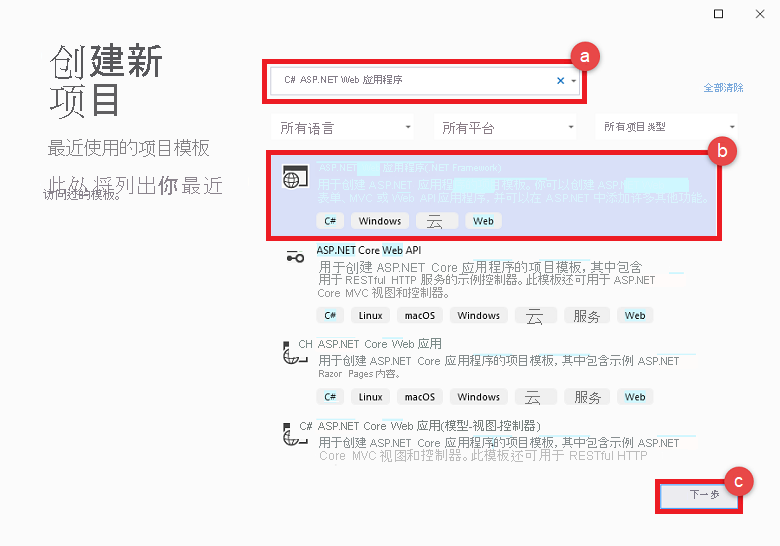 创建新
项目
最近使用的项目模板
此处将列出你最近
访问过的模板。
C# ASP.NET Web 应用程序
a
全部清除
所有语言
所有平台
所有项目类型
b
ASP.NET 应用程序(.NET Framework)
用于创建 ASP.NET 应用程 模板。你可以创建 ASP.
表单、MVC 或 Web API 应用程序，并可以在 ASP.NET 中添加许多其他功能。
C# Windows 云 Web
ASP.NET Core Web API
用于创建 ASP.NET Core 应用程序的项目模板，其中包含
用于 RESTful HTTP 服务的示例控制器。此模板还可用于 ASP.NET
Core MVC 视图和控制器。
C# Linux macOS Windows 云 服务 Web
CH ASP.NET Core Web 应用
用于创建 ASP.NET Core 应用程序的项目模板，其中包含示例 ASP.NET
Razor Pages 内容。
C# Linux macOS Windows 云 服务 Web
C# ASP.NET Core Web 应用(模型-视图-控制器)
用于创建 ASP.NET Core 应用程序的项目模板，其中包含示例 ASP.NET
Core MVC 视图和控制器。此模板还可用于 RESTful HTTP
c
下一步